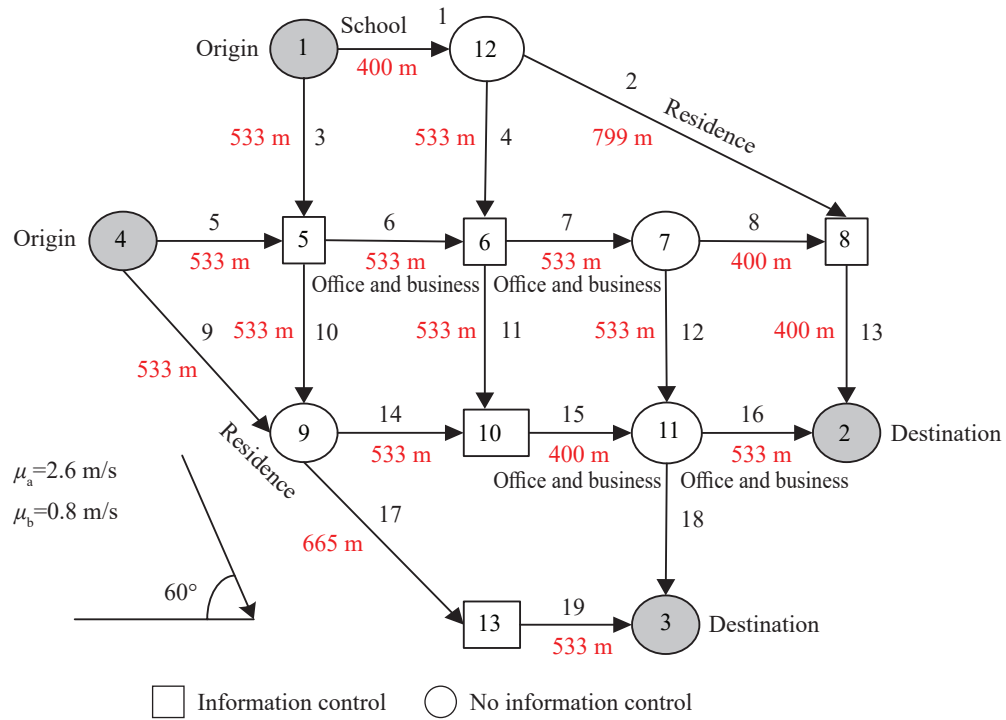 School 1
Origin 1 12
400 m
2
Residence
533 m 3 533 m 4 799 m
Origin 4 5 5 6 6 7 7 8 8
533 m 533 m 533 m 400 m
Office and business Office and business
9 533 m 10 533 m 11 533 m 12 400 m 13
533 m
9 14 10 15 11 16 2 Destination
Residence 533 m 400 m 533 m
Office and business Office and business
μa=2.6 m/s
μb=0.8 m/s
17 18
665 m
60°
13 19 3 Destination
533 m
Information control No information control